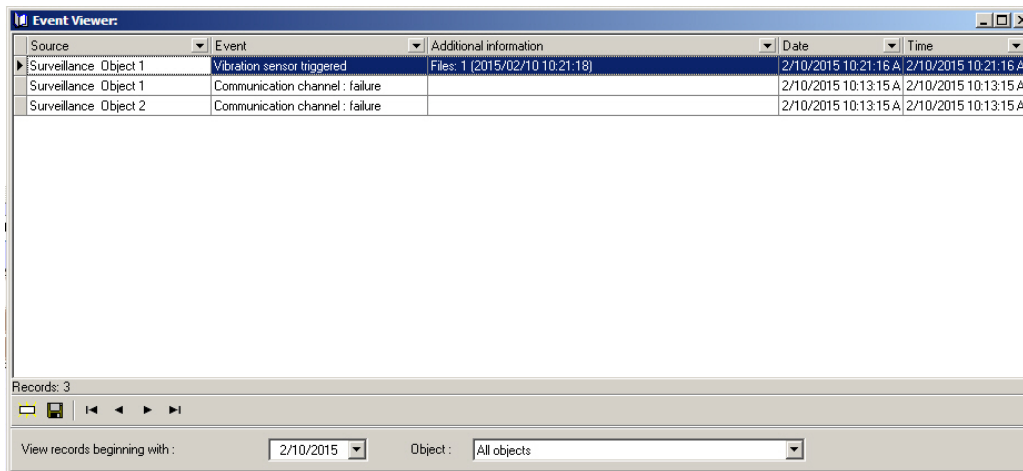 Event Viewer:
Source Event Additional information Date Time
Surveillance Object 1 Vibration sensor triggered Files: 1 (2015/02/10 10:21:18) 2/10/2015 10:21:16 A 2/10/2015 10:21:16 A
Surveillance Object 1 Communication channel : failure 2/10/2015 10:13:15 A 2/10/2015 10:13:15 A
Surveillance Object 2 Communication channel : failure 2/10/2015 10:13:15 A 2/10/2015 10:13:15 A
Records: 3
View records beginning with : 2/10/2015 Object : All objects